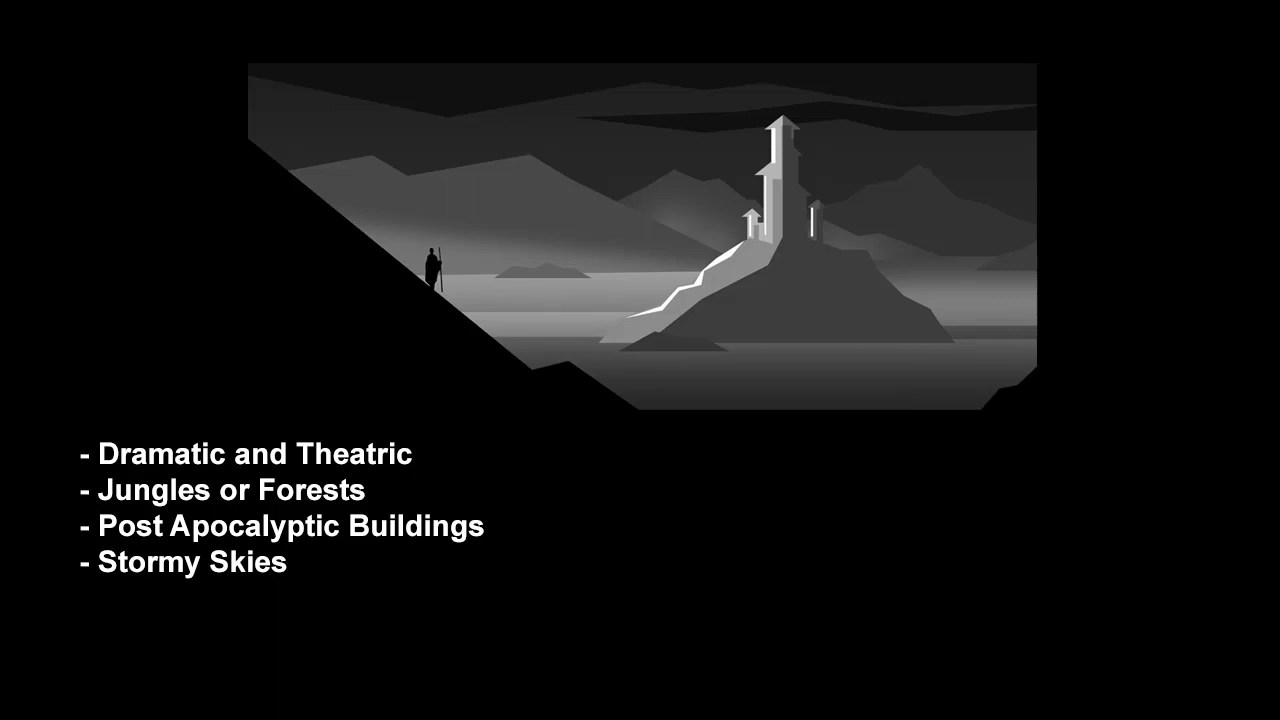 - Dramatic and Theatric
- Jungles or Forests
- Post Apocalyptic Buildings
- Stormy Skies